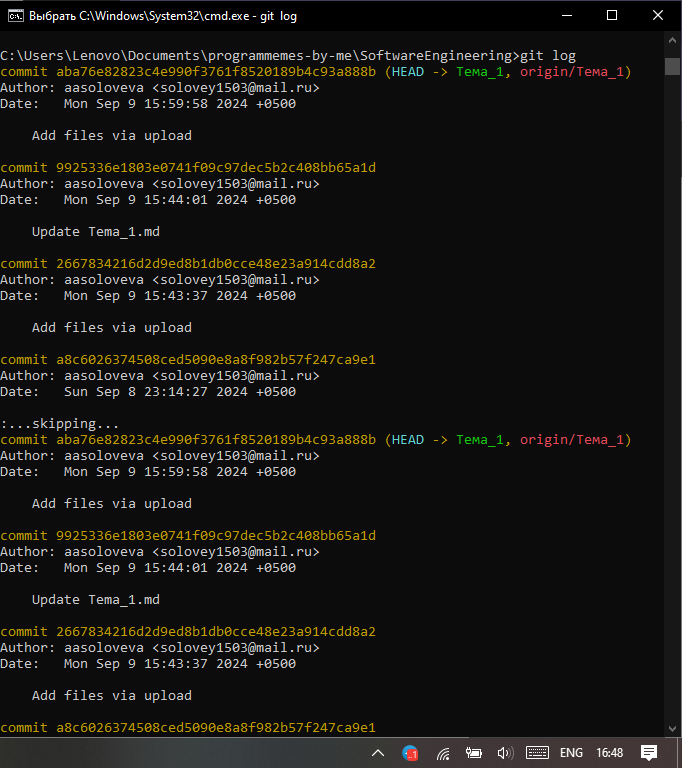 Выбрать C:\Windows\System32\cmd.exe - git log
C:\Users\Lenovo\Documents\programmemes-by-me\SoftwareEngineering>git log
commit aba76e82823c4e990f3761f8520189b4c93a888b (HEAD -> Тема_1, origin/Тема_1)
Author: aasoloveva <solovey1503@mail.ru>
Date:   Mon Sep 9 15:59:58 2024 +0500
Add files via upload
commit 9925336e1803e0741f09c97dec5b2c408bb65a1d
Author: aasoloveva <solovey1503@mail.ru>
Date:   Mon Sep 9 15:44:01 2024 +0500
Update Tema_1.md
commit 2667834216d2d9ed8b1db0cce48e23a914cdd8a2
Author: aasoloveva <solovey1503@mail.ru>
Date:   Mon Sep 9 15:43:37 2024 +0500
Add files via upload
commit a8c6026374508ced5090e8a8f982b57f247ca9e1
Author: aasoloveva <solovey1503@mail.ru>
Date:   Sun Sep 8 23:14:27 2024 +0500
:...skipping...
commit aba76e82823c4e990f3761f8520189b4c93a888b (HEAD -> Тема_1, origin/Тема_1)
Author: aasoloveva <solovey1503@mail.ru>
Date:   Mon Sep 9 15:59:58 2024 +0500
Add files via upload
commit 9925336e1803e0741f09c97dec5b2c408bb65a1d
Author: aasoloveva <solovey1503@mail.ru>
Date:   Mon Sep 9 15:44:01 2024 +0500
Update Tema_1.md
commit 2667834216d2d9ed8b1db0cce48e23a914cdd8a2
Author: aasoloveva <solovey1503@mail.ru>
Date:   Mon Sep 9 15:43:37 2024 +0500
Add files via upload
commit a8c6026374508ced5090e8a8f982b57f247ca9e1
ENG 16:48